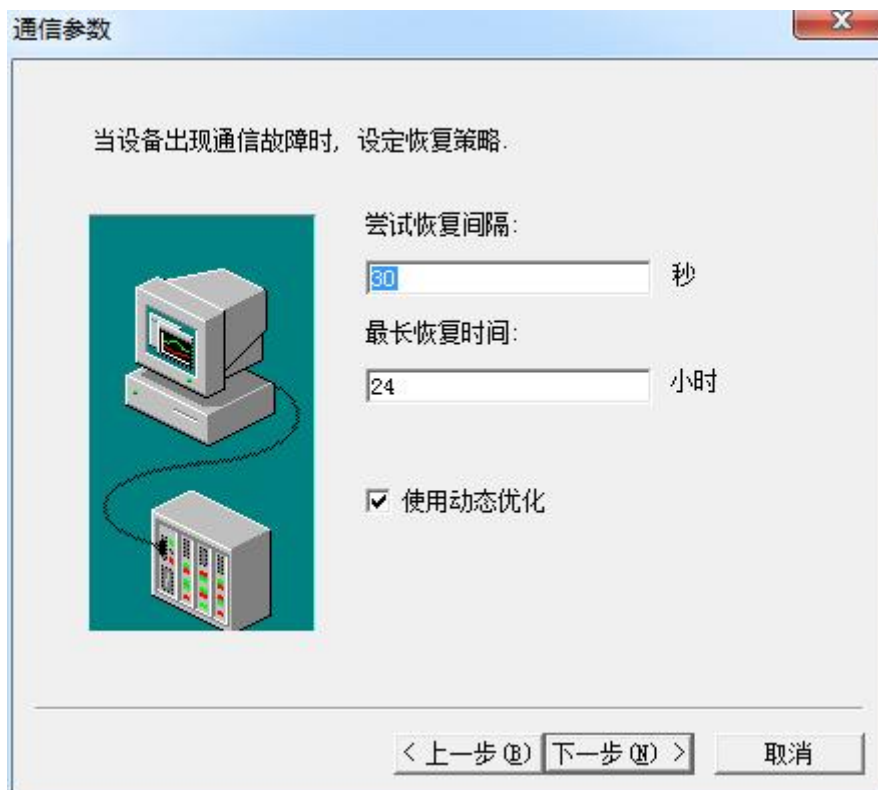 通信参数
当设备出现通信故障时, 设定恢复策略.
尝试恢复间隔:
30 秒
最长恢复时间:
24 小时
使用动态优化
< 上一步(B) 下一步(N) > 取消